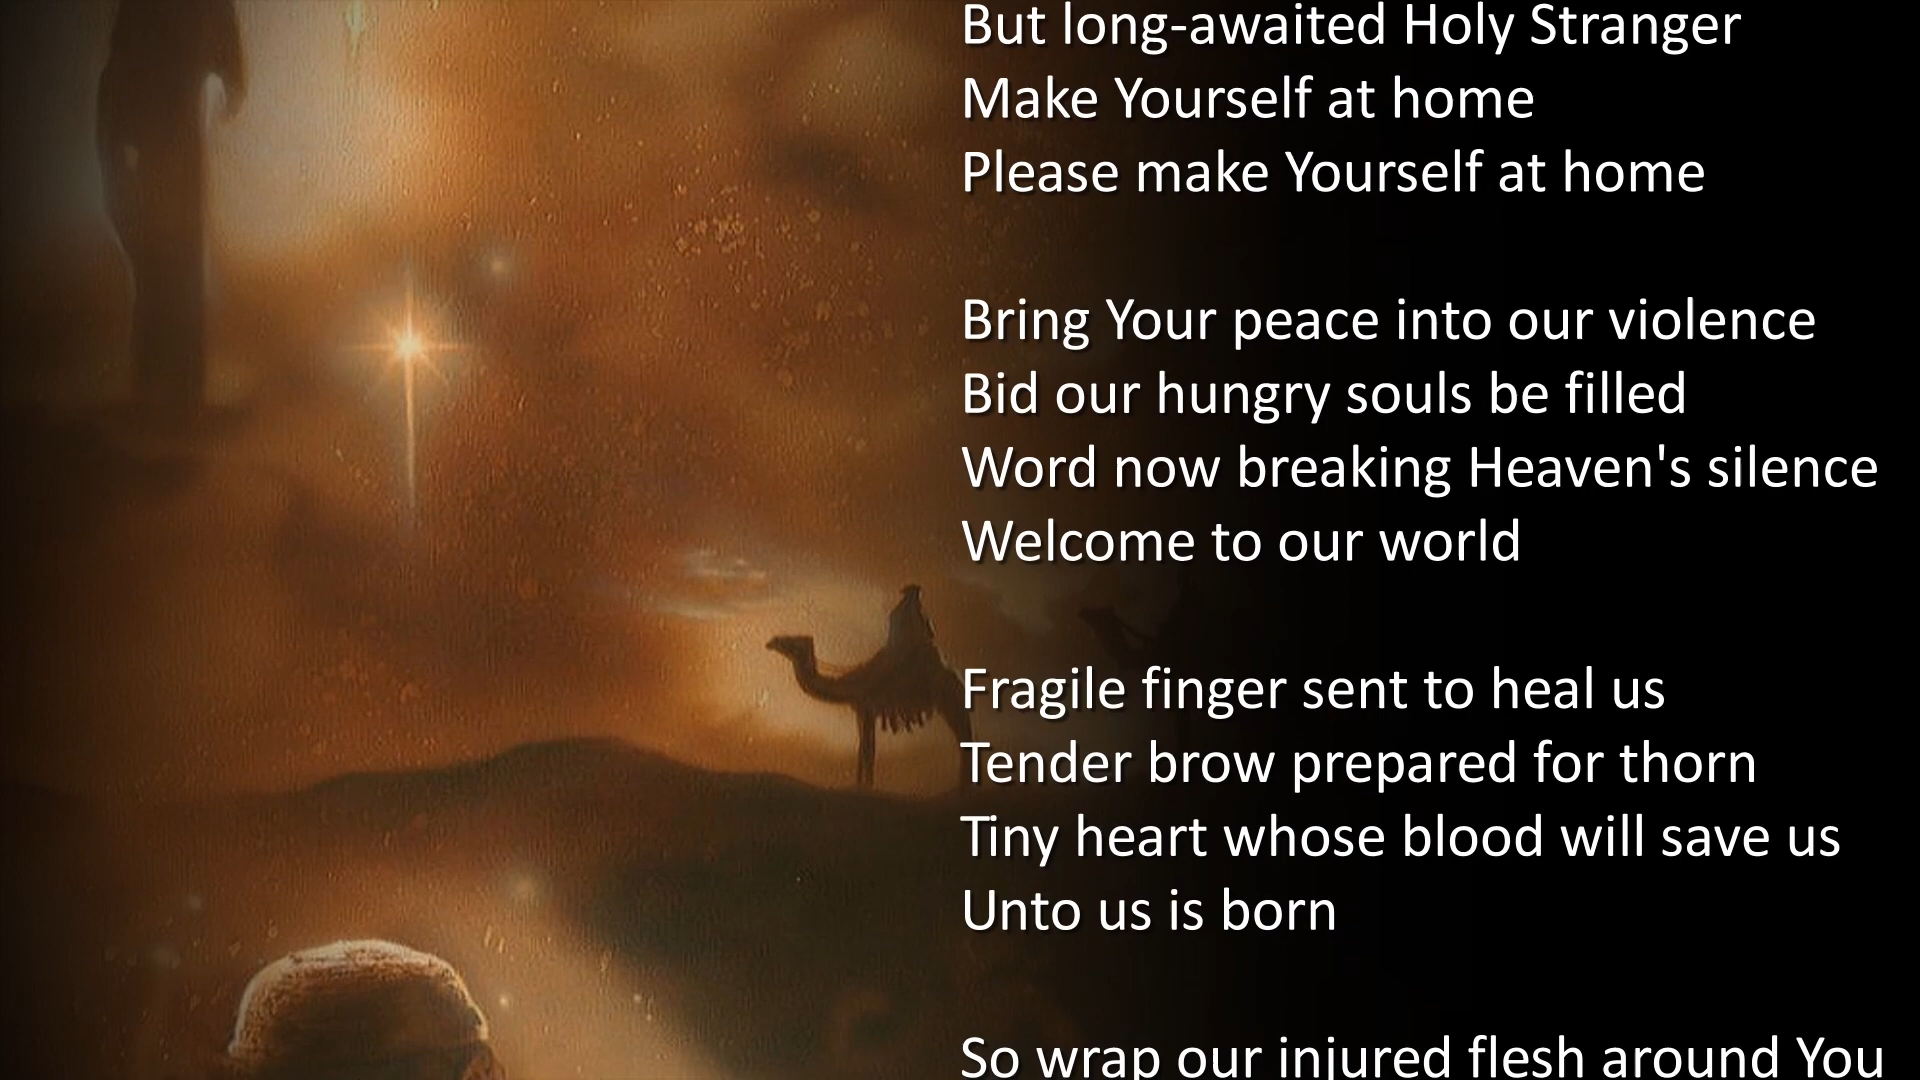 But long-awaited Holy Stranger
Make Yourself at home
Please make Yourself at home
Bring Your peace into our violence
Bid our hungry souls be filled
Word now breaking Heaven's silence
Welcome to our world
Fragile finger sent to heal us
Tender brow prepared for thorn
Tiny heart whose blood will save us
Unto us is born
So wrap our injured flesh around You